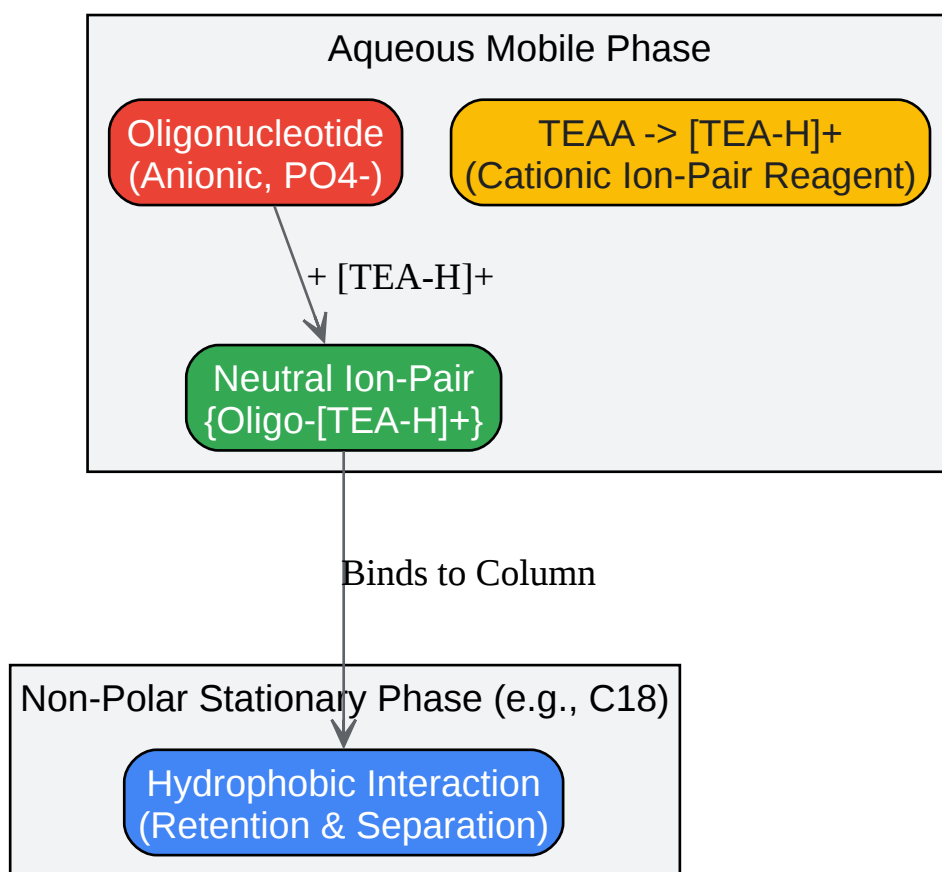 Aqueous Mobile Phase
Oligonucleotide
(Anionic, PO4-)
TEAA -> [TEA-H]+
(Cationic Ion-Pair Reagent)
+ [TEA-H]+
Neutral Ion-Pair
{Oligo-[TEA-H]+}
Binds to Column
Non-Polar Stationary Phase (e.g., C18)
Hydrophobic Interaction
(Retention & Separation)